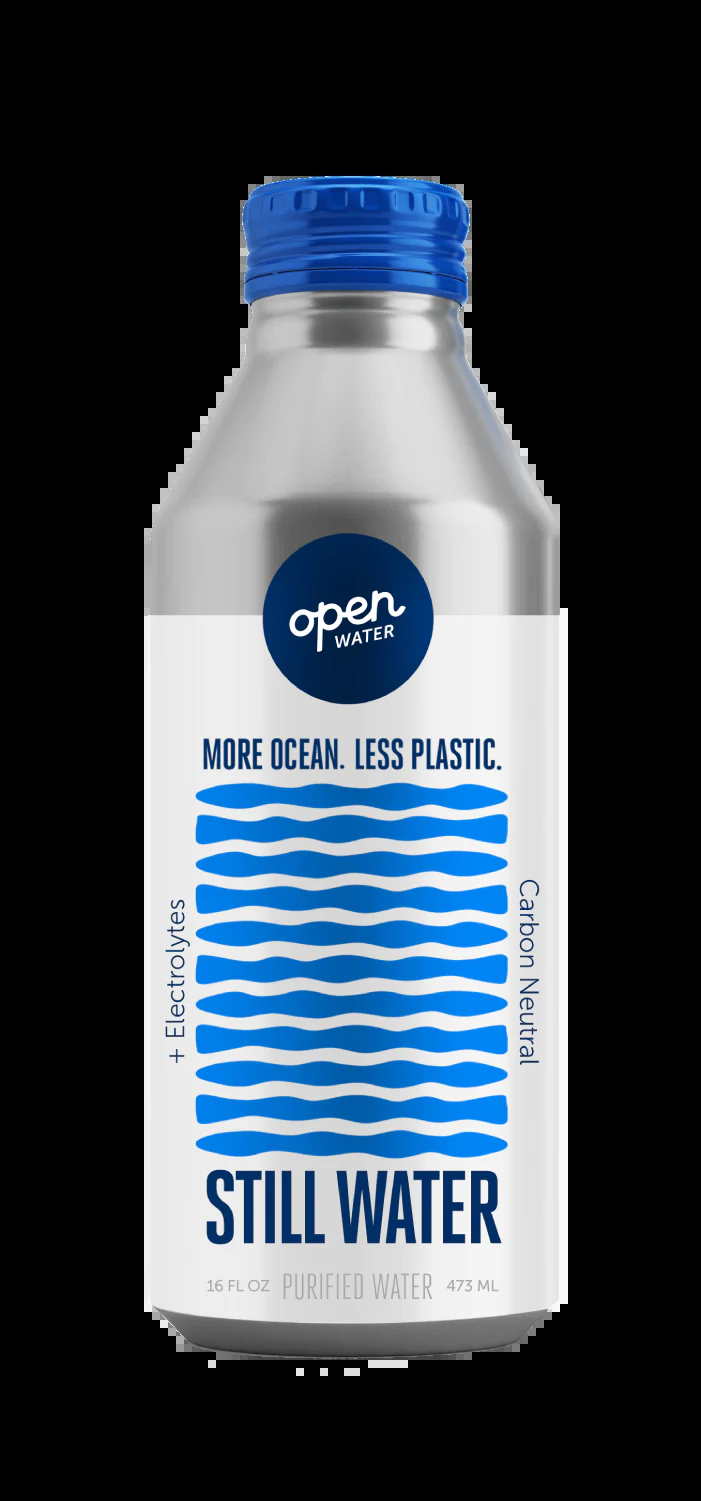 open
WATER
MORE OCEAN. LESS PLASTIC.
+ Electrolytes
Carbon Neutral
STILL WATER
16 FL OZ PURIFIED WATER 473 ML